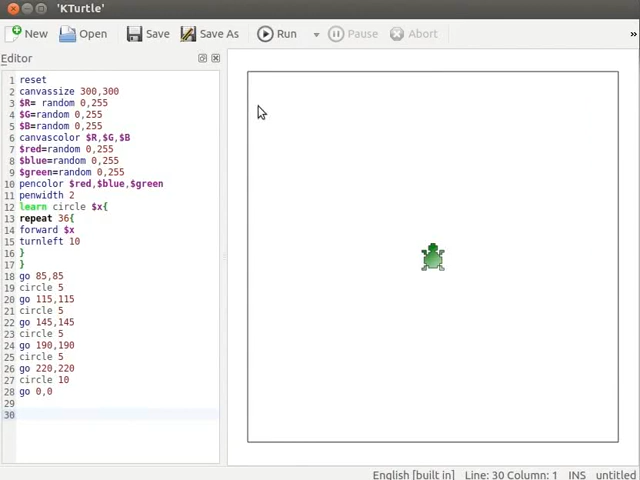 'KTurtle'
New Open Save Save As Run Pause Abort »
Editor
1 reset
2 canvassize 300,300
3 $R= random 0,255
4 $G=random 0,255
5 $B=random 0,255
6 canvascolor $R,$G,$B
7 $red=random 0,255
8 $blue=random 0,255
9 $green=random 0,255
10 pencolor $red,$blue,$green
11 penwidth 2
12 learn circle $x{
13 repeat 36{
14 forward $x
15 turnleft 10
16 }
17 }
18 go 85,85
19 circle 5
20 go 115,115
21 circle 5
22 go 145,145
23 circle 5
24 go 190,190
25 circle 5
26 go 220,220
27 circle 10
28 go 0,0
29
30
English [built in] Line: 30 Column: 1 INS untitled